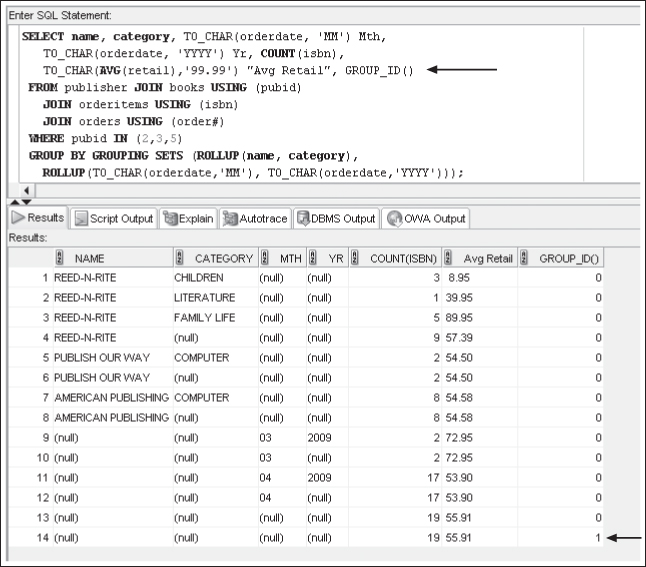 Enter SQL Statement:
SELECT name, category, TO_CHAR(orderdate, 'MM') Mth,
TO_CHAR(orderdate, 'YYYY') Yr, COUNT(isbn),
TO_CHAR(AVG(retail),'99.99') "Avg Retail", GROUP_ID()
FROM publisher JOIN books USING (pubid)
JOIN orderitems USING (isbn)
JOIN orders USING (order#)
WHERE pubid IN (2,3,5)
GROUP BY GROUPING SETS (ROLLUP(name, category),
ROLLUP(TO_CHAR(orderdate,'MM'), TO_CHAR(orderdate,'YYYY')));
Results Script Output Explain Autotrace DBMS Output OWA Output
Results:
NAME CATEGORY MTH YR COUNT(ISBN) Avg Retail GROUP_ID()
1 REED-N-RITE CHILDREN (null) (null) 3 8.95 0
2 REED-N-RITE LITERATURE (null) (null) 1 39.95 0
3 REED-N-RITE FAMILY LIFE (null) (null) 5 89.95 0
4 REED-N-RITE (null) (null) (null) 9 57.39 0
5 PUBLISH OUR WAY COMPUTER (null) (null) 2 54.50 0
6 PUBLISH OUR WAY (null) (null) (null) 2 54.50 0
7 AMERICAN PUBLISHING COMPUTER (null) (null) 8 54.58 0
8 AMERICAN PUBLISHING (null) (null) (null) 8 54.58 0
9 (null) (null) 03 2009 2 72.95 0
10 (null) (null) 03 (null) 2 72.95 0
11 (null) (null) 04 2009 17 53.90 0
12 (null) (null) 04 (null) 17 53.90 0
13 (null) (null) (null) (null) 19 55.91 0
14 (null) (null) (null) (null) 19 55.91 1